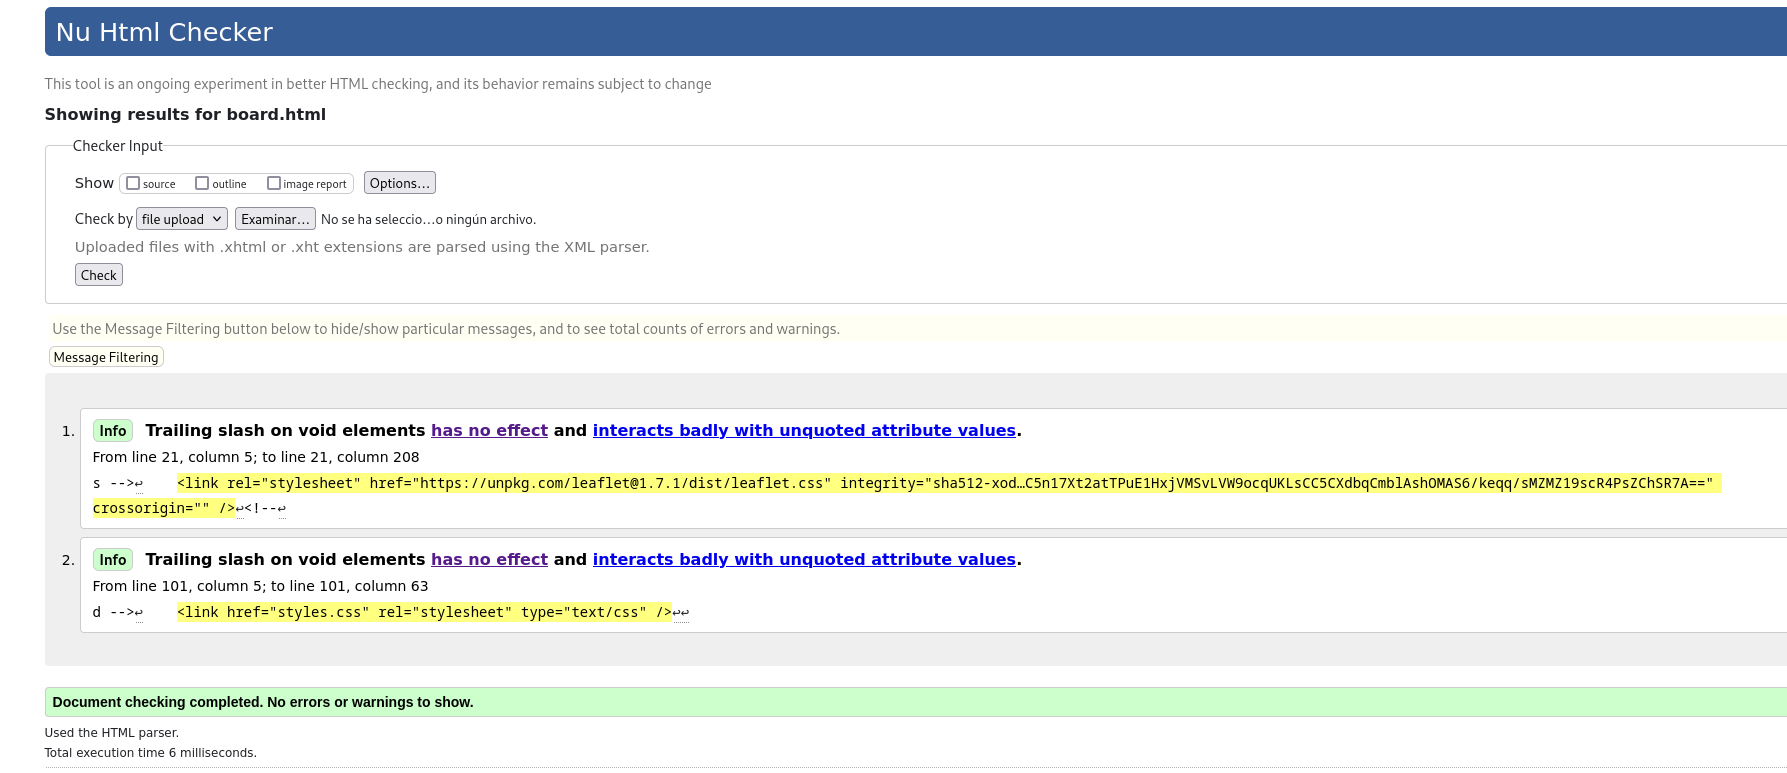 Nu Html Checker
This tool is an ongoing experiment in better HTML checking, and its behavior remains subject to change
Showing results for board.html
Checker Input
Show source outline image report Options...
Check by file upload Examinar... No se ha seleccio...o ningún archivo.
Uploaded files with .xhtml or .xht extensions are parsed using the XML parser.
Check
Use the Message Filtering button below to hide/show particular messages, and to see total counts of errors and warnings.
Message Filtering
1. Info Trailing slash on void elements has no effect and interacts badly with unquoted attribute values.
From line 21, column 5; to line 21, column 208
s -->↩ <link rel="stylesheet" href="https://unpkg.com/leaflet@1.7.1/dist/leaflet.css" integrity="sha512-xod…C5n17Xt2atTPuE1HxjVMSvLVW9ocqUKLsCC5CXdbqCmblAshOMAS6/keqq/sMZMZ19scR4PsZChSR7A=="
crossorigin="" />↩<!--↩
2. Info Trailing slash on void elements has no effect and interacts badly with unquoted attribute values.
From line 101, column 5; to line 101, column 63
d -->↩ <link href="styles.css" rel="stylesheet" type="text/css" />↩↩
Document checking completed. No errors or warnings to show.
Used the HTML parser.
Total execution time 6 milliseconds.